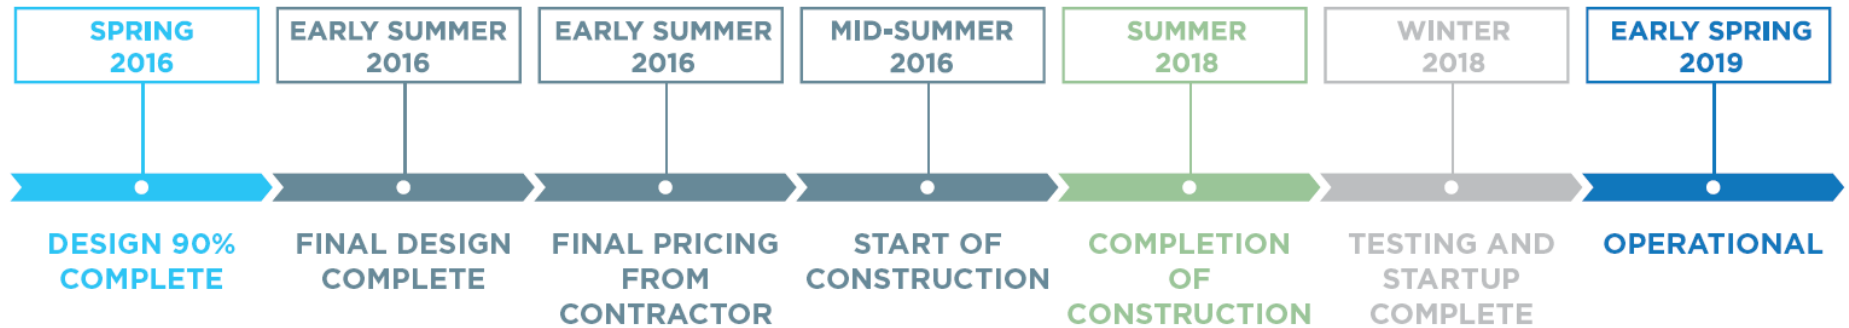 SPRING
2016
EARLY SUMMER
2016
EARLY SUMMER
2016
MID-SUMMER
2016
SUMMER
2018
WINTER
2018
EARLY SPRING
2019
DESIGN 90%
COMPLETE
FINAL DESIGN
COMPLETE
FINAL PRICING
FROM
CONTRACTOR
START OF
CONSTRUCTION
COMPLETION
OF
CONSTRUCTION
TESTING AND
STARTUP
COMPLETE
OPERATIONAL